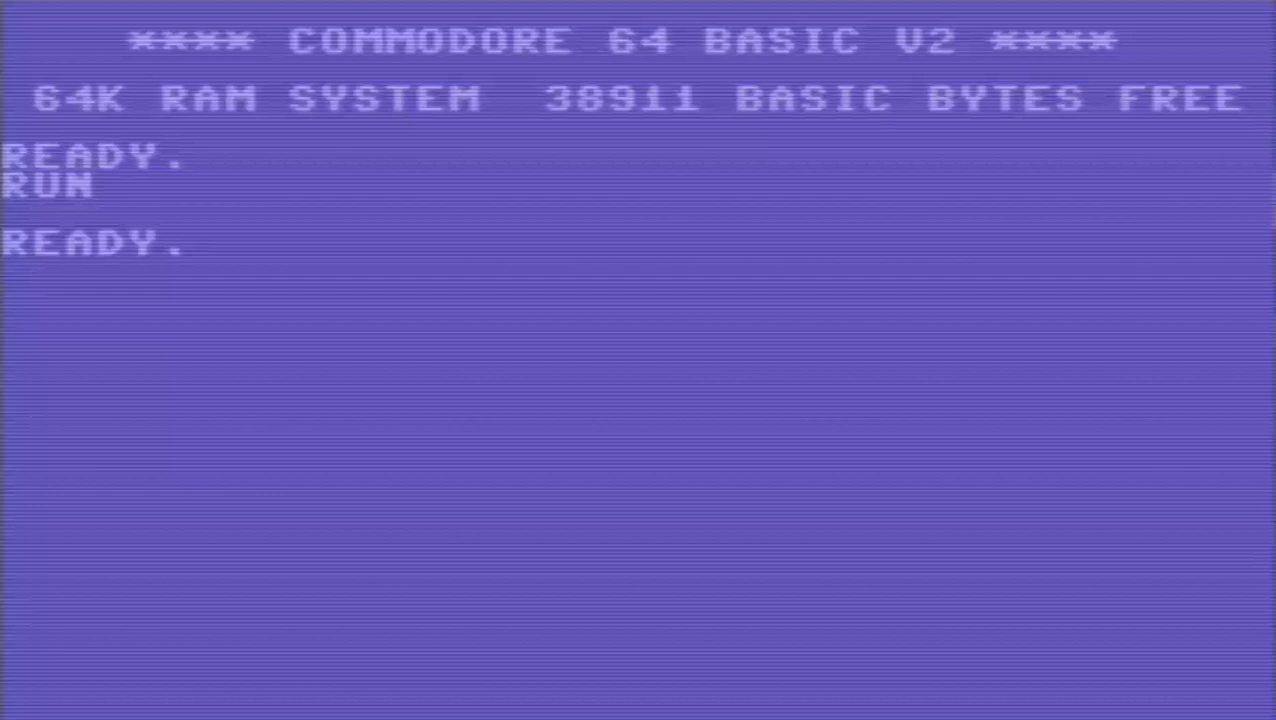 **** COMMODORE 64 BASIC V2 ****
64K RAM SYSTEM  38911 BASIC BYTES FREE
READY.
RUN
READY.